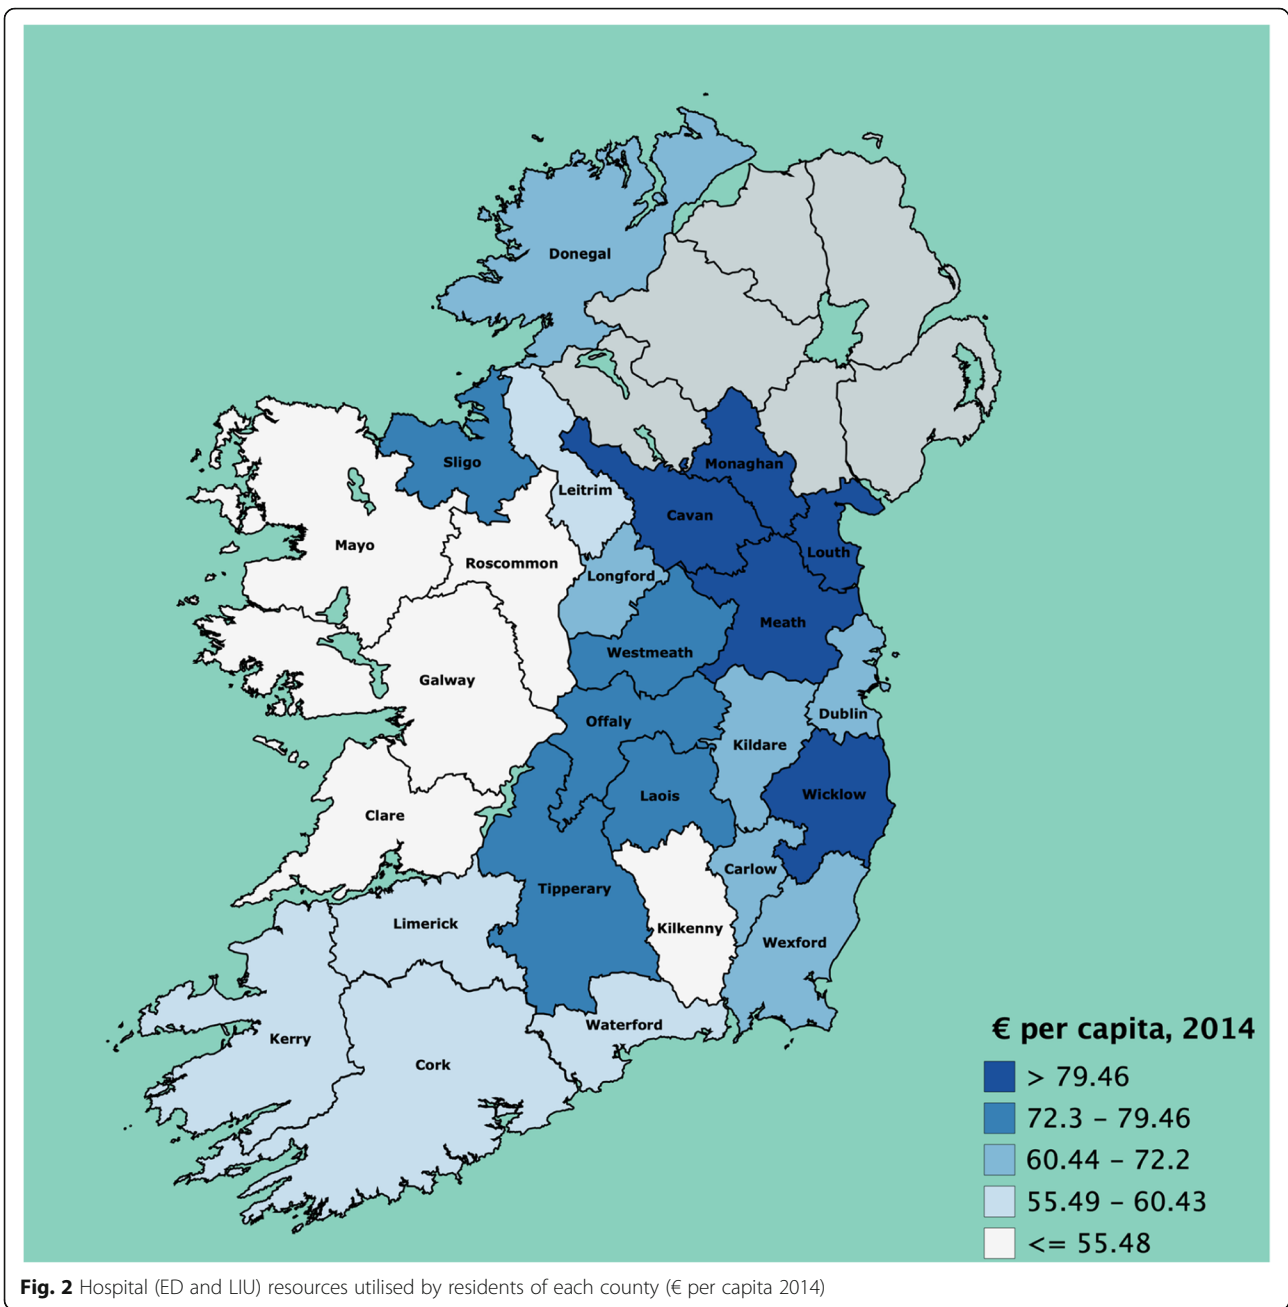 Donegal
Monaghan
Sligo
Leitrim
Cavan
Mayo
Louth
Roscommon
Longford
Meath
Westmeath
Galway
Offaly
Dublin
Kildare
Laois
Wicklow
Clare
Carlow
Tipperary
Limerick
Kilkenny
Wexford
Waterford
Kerry
Cork
€ per capita, 2014
> 79.46
72.3 – 79.46
60.44 – 72.2
55.49 – 60.43
<= 55.48
Fig. 2 Hospital (ED and LIU) resources utilised by residents of each county (€ per capita 2014)